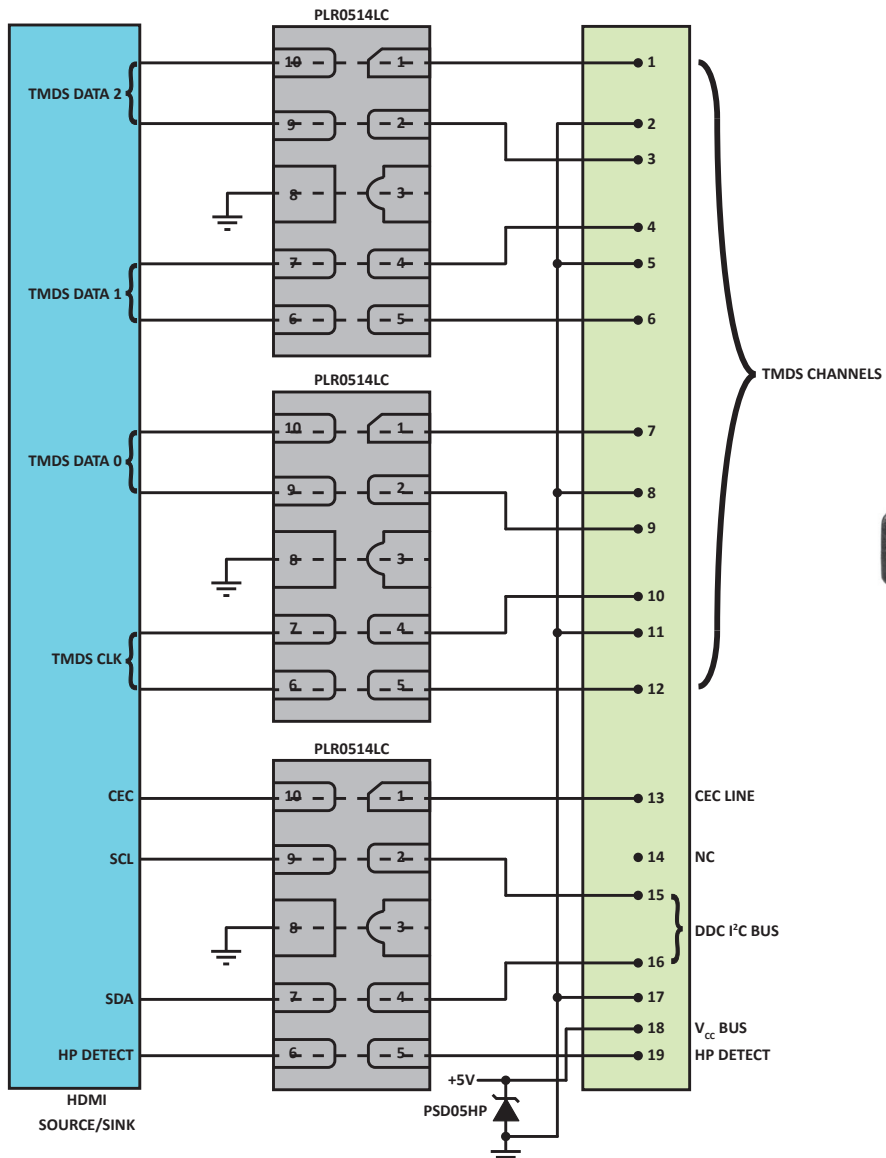 PLR0514LC
10 1 1
TMDS DATA 2
9 2 2
3
8 3
4
7 4 5
TMDS DATA 1
6 5 6
TMDS CHANNELS
PLR0514LC
10 1 7
TMDS DATA 0
9 2 8
9
8 3
10
7 4 11
TMDS CLK
6 5 12
PLR0514LC
CEC 10 1 13 CEC LINE
SCL 9 2 14 NC
15
8 3 DDC I²C BUS
16
SDA 7 4 17
18 V_CC BUS
HP DETECT 6 5 19 HP DETECT
+5V
HDMI
SOURCE/SINK
PSD05HP